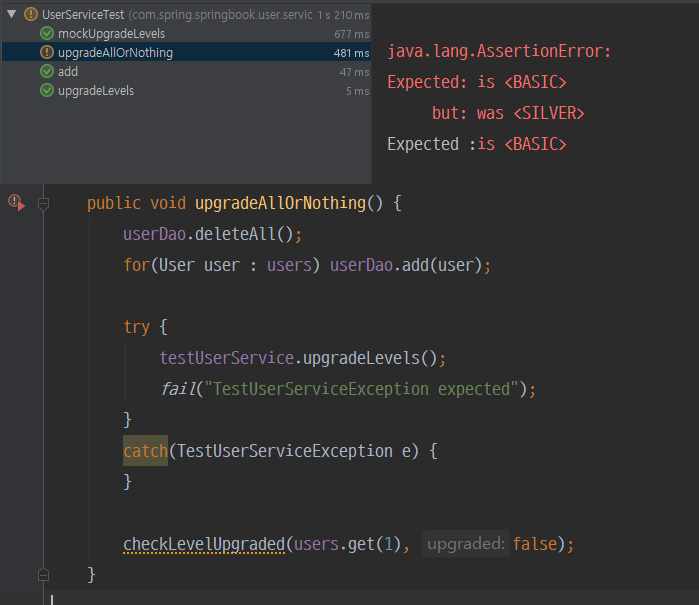 UserServiceTest (com.spring.springbook.user.servic 1 s 210 ms
mockUpgradeLevels 677 ms
upgradeAllOrNothing 481 ms
add 47 ms
upgradeLevels 5 ms
java.lang.AssertionError:
Expected: is <BASIC>
but: was <SILVER>
Expected :is <BASIC>
public void upgradeAllOrNothing() {
userDao.deleteAll();
for(User user : users) userDao.add(user);
try {
testUserService.upgradeLevels();
fail("TestUserServiceException expected");
}
catch(TestUserServiceException e) {
}
checkLevelUpgraded(users.get(1), upgraded: false);
}